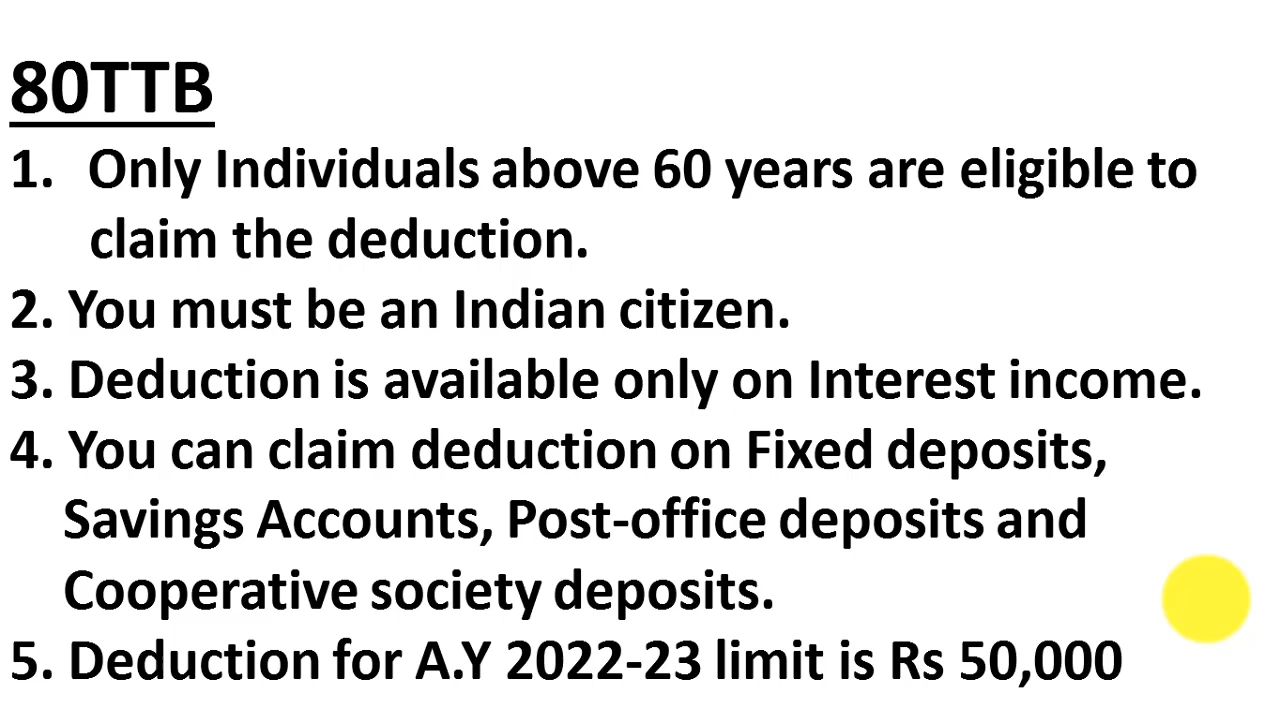 80TTB
1. Only Individuals above 60 years are eligible to
claim the deduction.
2. You must be an Indian citizen.
3. Deduction is available only on Interest income.
4. You can claim deduction on Fixed deposits,
Savings Accounts, Post-office deposits and
Cooperative society deposits.
5. Deduction for A.Y 2022-23 limit is Rs 50,000